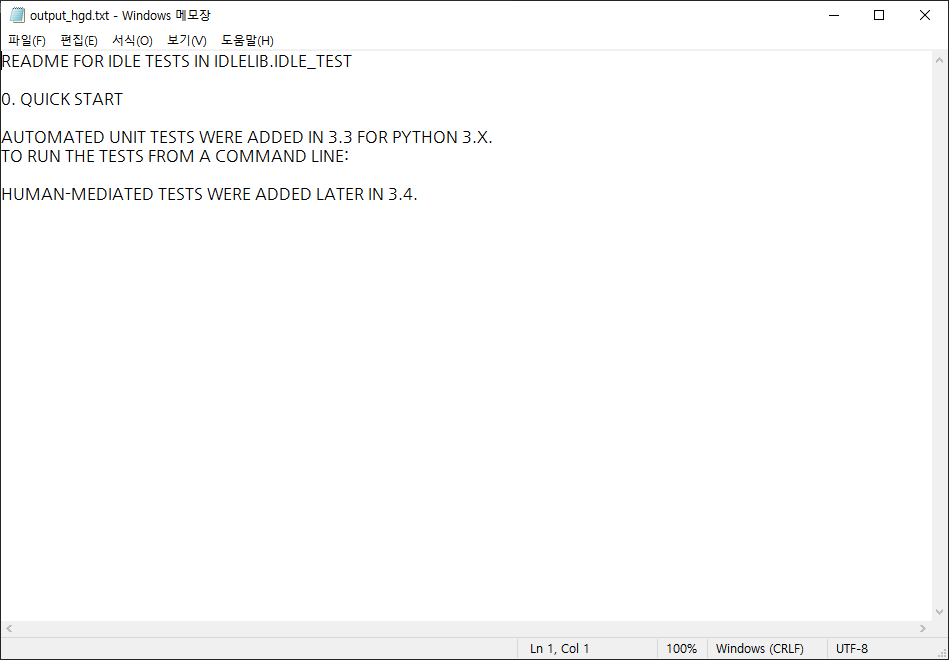 output_hgd.txt - Windows 메모장
파일(F) 편집(E) 서식(O) 보기(V) 도움말(H)
README FOR IDLE TESTS IN IDLELIB.IDLE_TEST
0. QUICK START
AUTOMATED UNIT TESTS WERE ADDED IN 3.3 FOR PYTHON 3.X.
TO RUN THE TESTS FROM A COMMAND LINE:
HUMAN-MEDIATED TESTS WERE ADDED LATER IN 3.4.
Ln 1, Col 1 100% Windows (CRLF) UTF-8